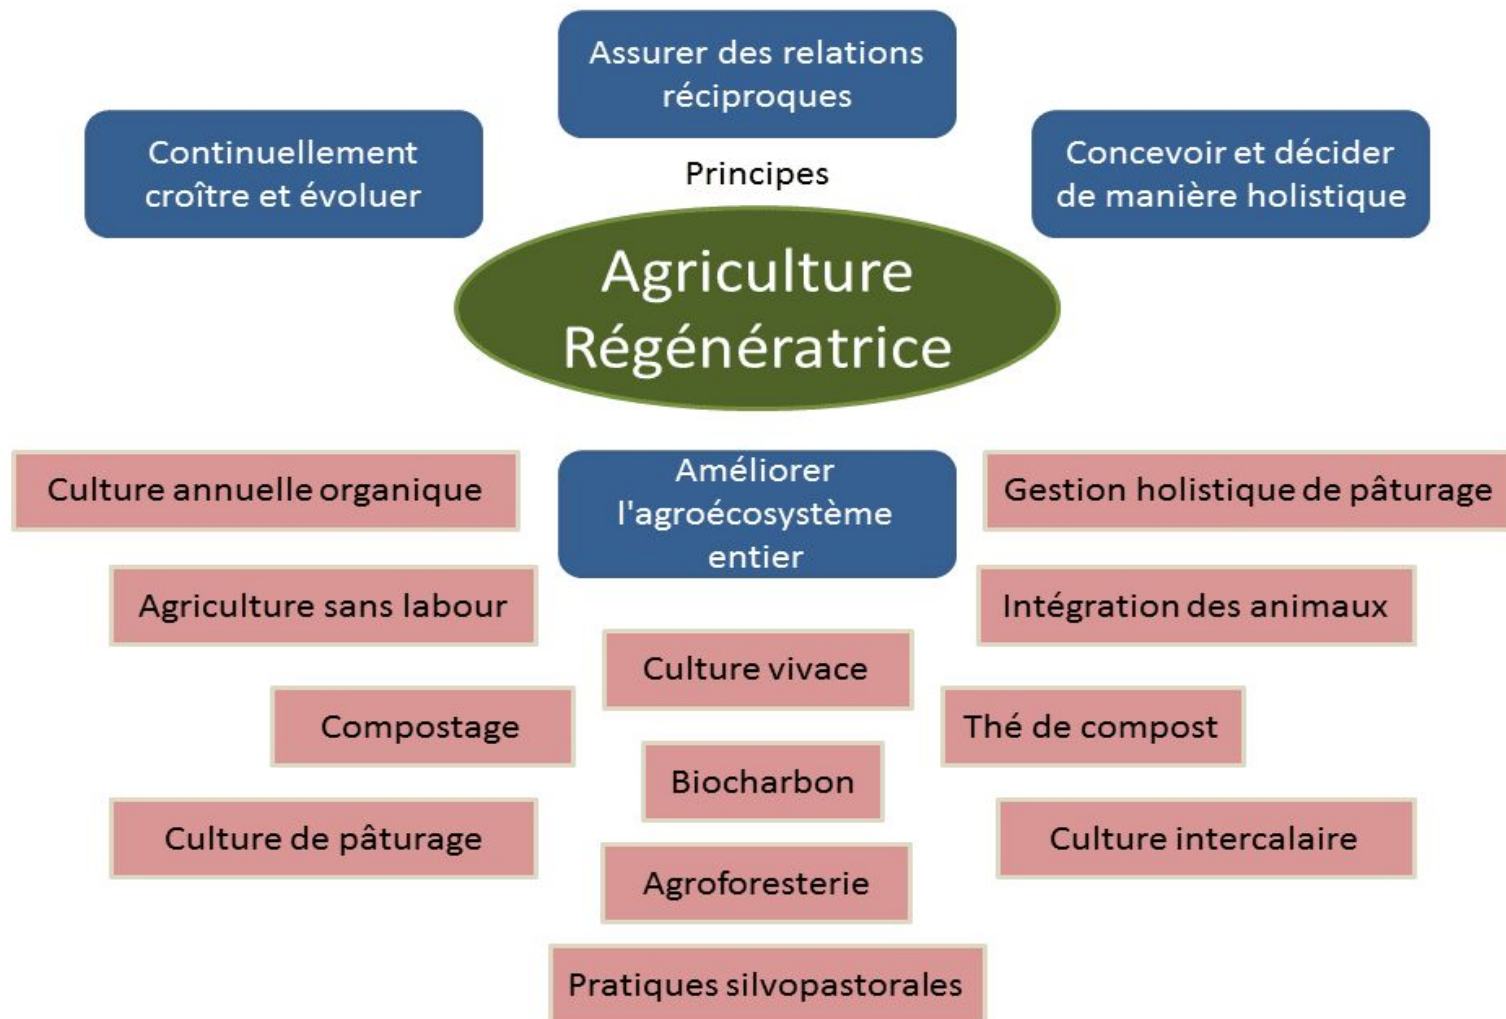 Assurer des relations
réciproques
Continuellement
croître et évoluer
Concevoir et décider
de manière holistique
Principes
Agriculture
Régénératrice
Culture annuelle organique
Améliorer
l'agroécosystème
entier
Gestion holistique de pâturage
Agriculture sans labour
Intégration des animaux
Culture vivace
Compostage
Thé de compost
Biocharbon
Culture de pâturage
Culture intercalaire
Agroforesterie
Pratiques silvopastorales